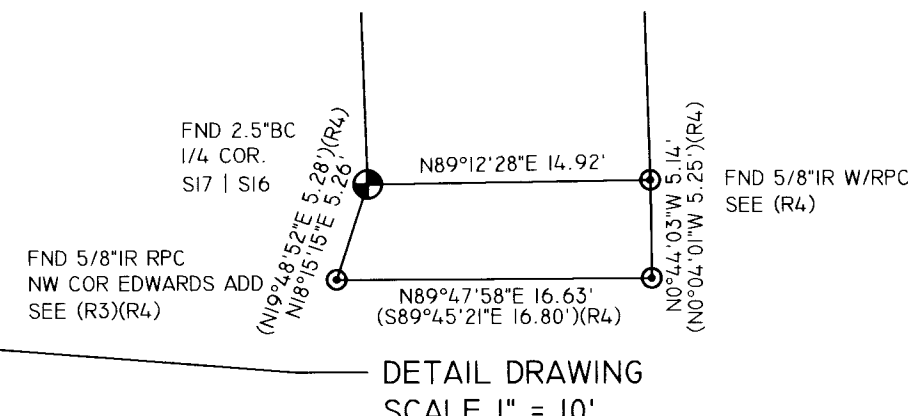 FND 2.5"BC
1/4 COR.
S17 | S16
(N19°48'52"E 5.28')(R4)
N18°15'15"E 5.26'
N89°12'28"E 14.92'
N0°44'03"W 5.14'
(N0°04'01"W 5.25')(R4)
FND 5/8"IR W/RPC
SEE (R4)
FND 5/8"IR RPC
NW COR EDWARDS ADD
SEE (R3)(R4)
N89°47'58"E 16.63'
(S89°45'21"E 16.80')(R4)
DETAIL DRAWING
SCALE 1" = 10'